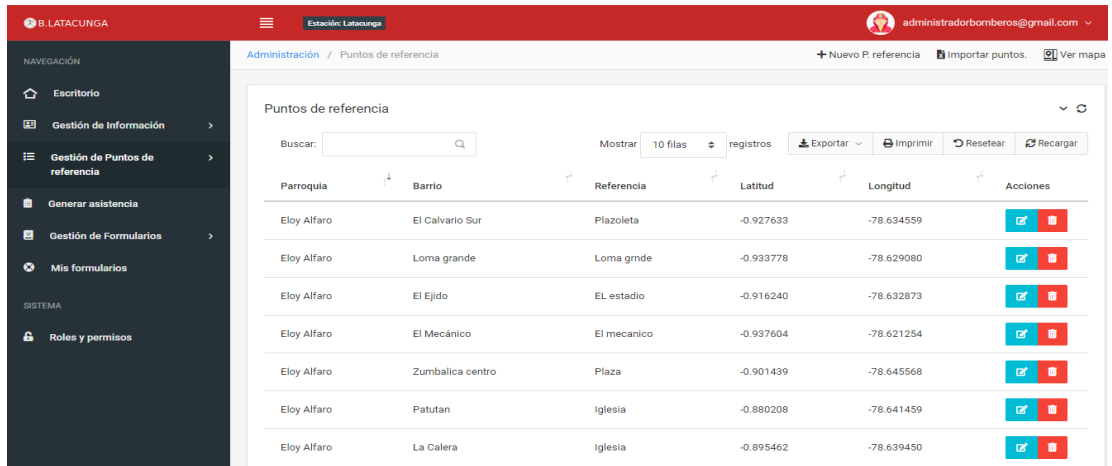 B.LATACUNGA
Estación: Latacunga
administradorbomberos@gmail.com
NAVEGACIÓN
Escritorio
Gestión de Información
Gestión de Puntos de
referencia
Generar asistencia
Gestión de Formularios
Mis formularios
SISTEMA
Roles y permisos
Administración / Puntos de referencia
Nuevo P. referencia Importar puntos. Ver mapa
Puntos de referencia
Buscar: Mostrar 10 filas registros Exportar Imprimir Resetear Recargar
Parroquia Barrio Referencia Latitud Longitud Acciones
Eloy Alfaro El Calvario Sur Plazoleta -0.927633 -78.634559
Eloy Alfaro Loma grande Loma grnde -0.933778 -78.629080
Eloy Alfaro El Ejido EL estadio -0.916240 -78.632873
Eloy Alfaro El Mecánico El mecanico -0.937604 -78.621254
Eloy Alfaro Zumbalica centro Plaza -0.901439 -78.645568
Eloy Alfaro Patutan Iglesia -0.880208 -78.641459
Eloy Alfaro La Calera Iglesia -0.895462 -78.639450